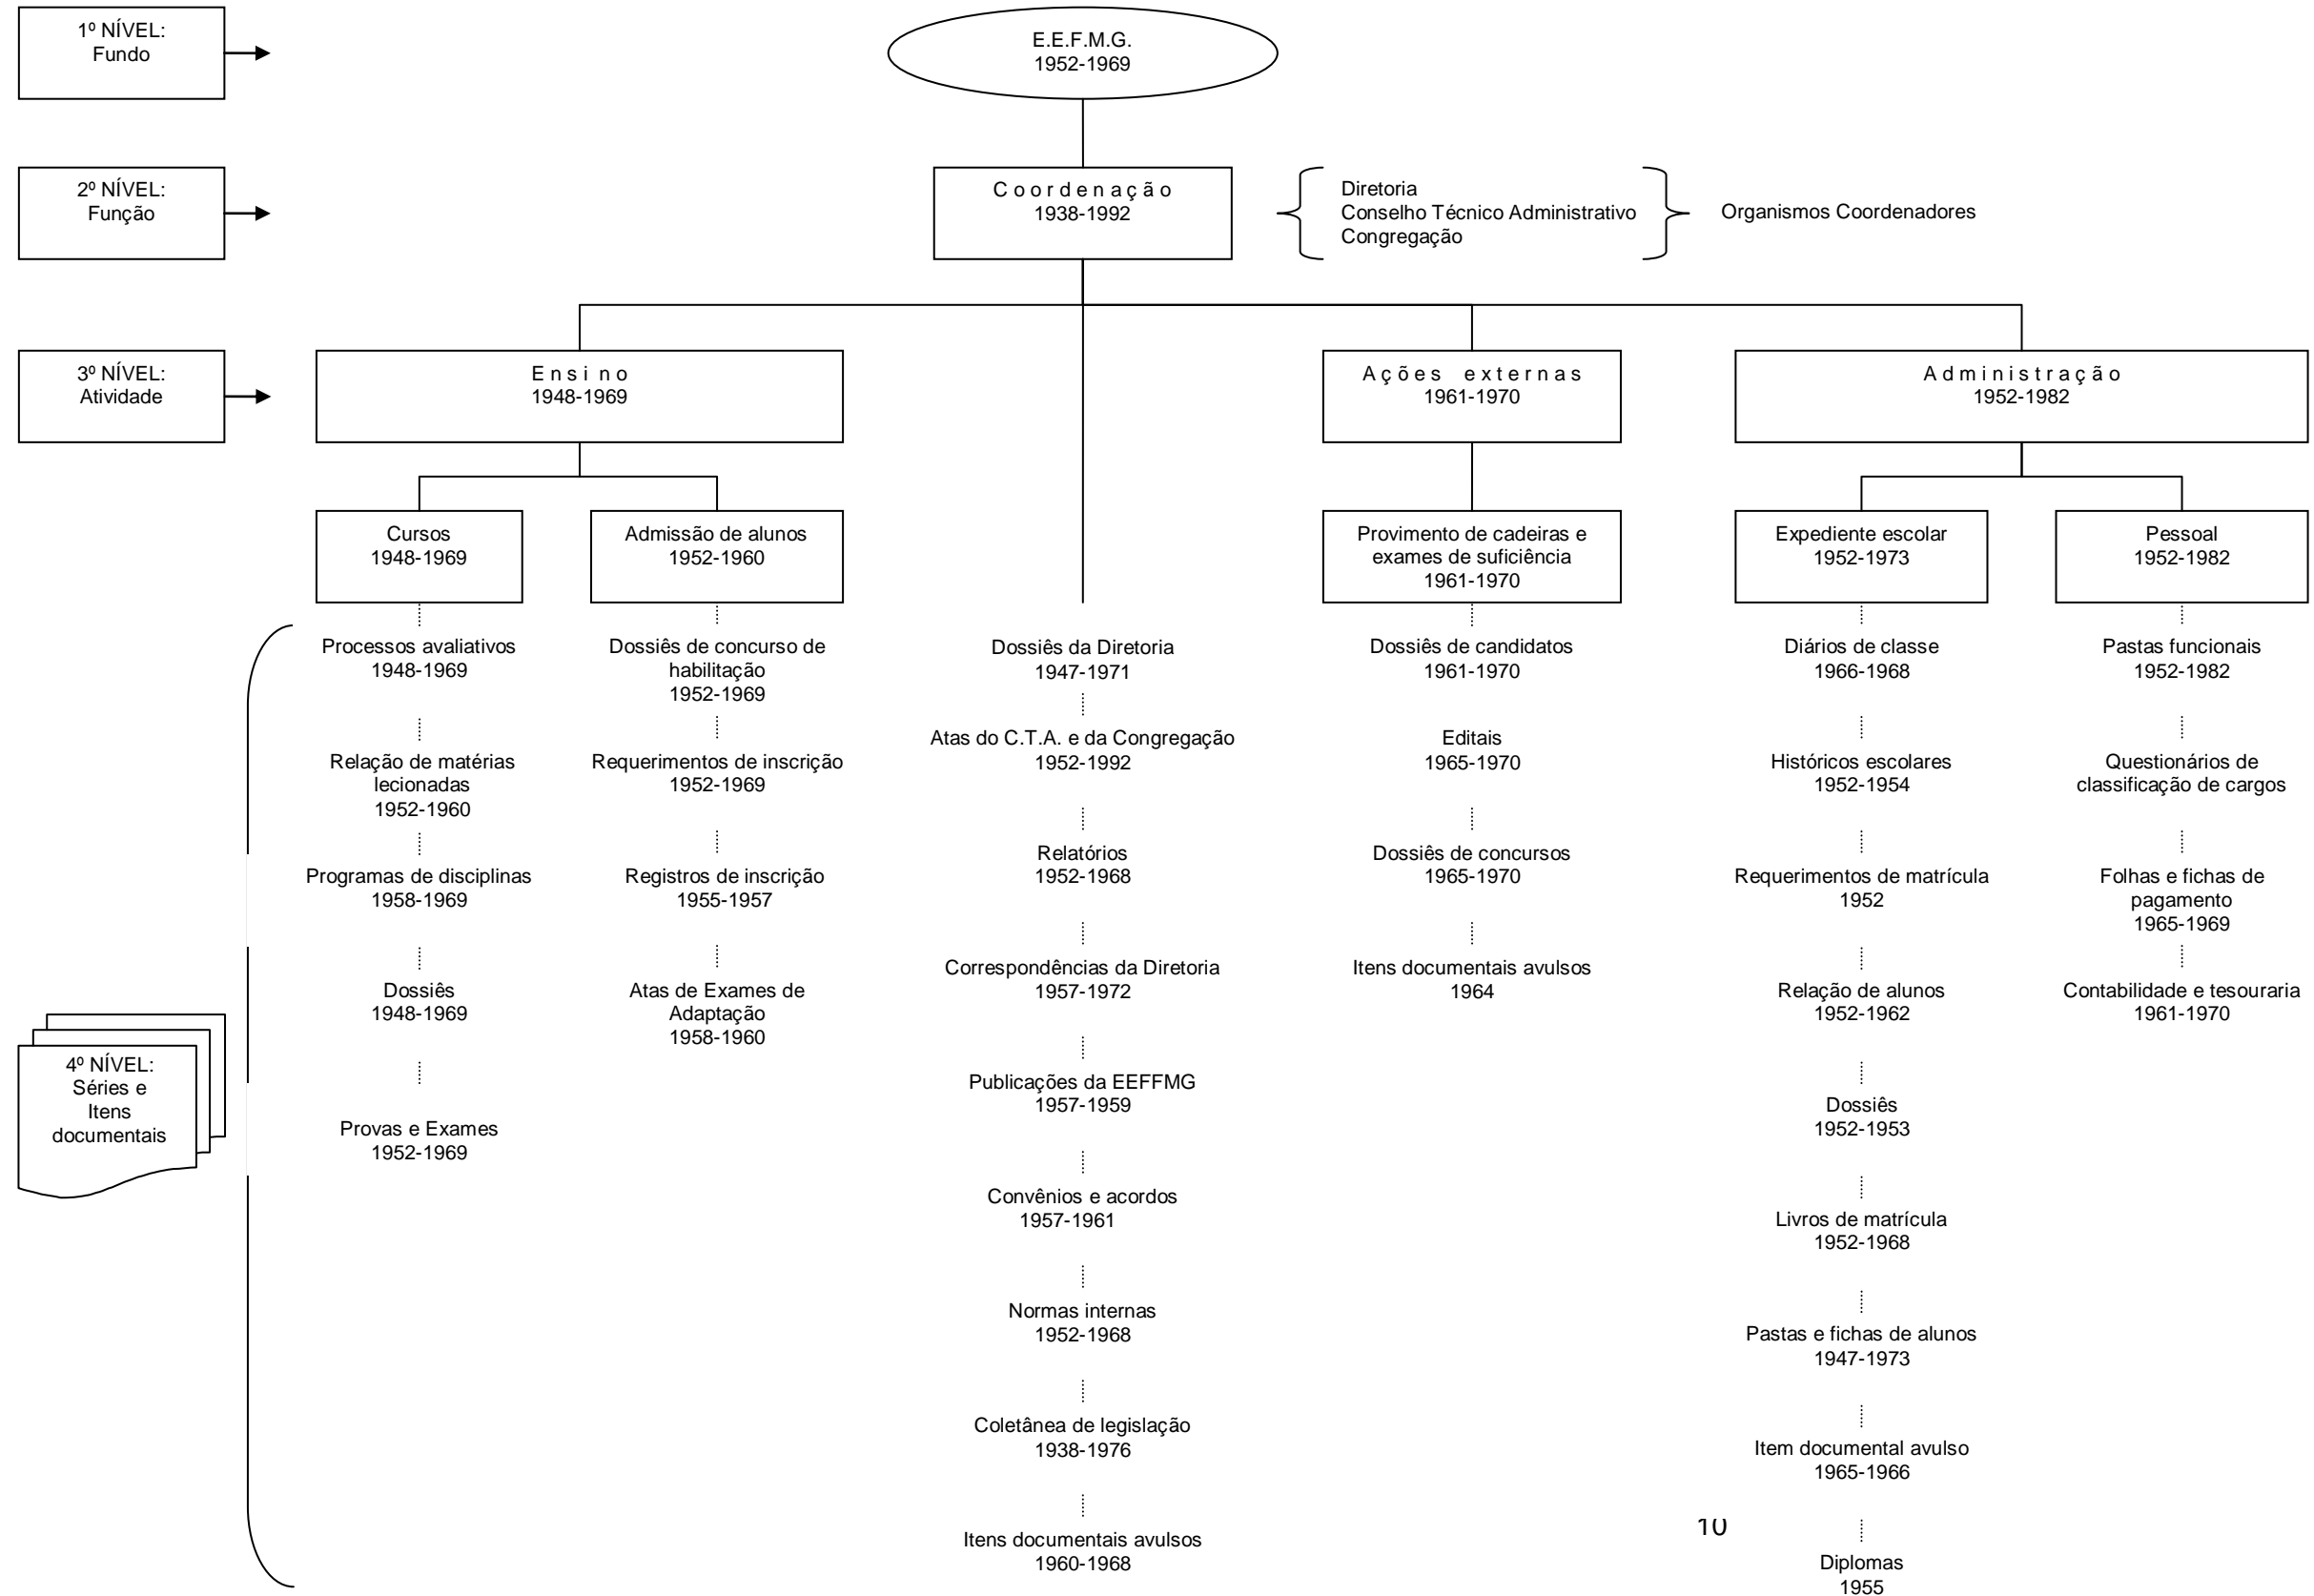 1º NÍVEL:
Fundo
E.E.F.M.G.
1952-1969
2º NÍVEL:
Função
Coordenação
1938-1992
Diretoria
Conselho Técnico Administrativo
Congregação
Organismos Coordenadores
3º NÍVEL:
Atividade
Ensino
1948-1969
Ações externas
1961-1970
Administração
1952-1982
Cursos
1948-1969
Admissão de alunos
1952-1960
Provimento de cadeiras e
exames de suficiência
1961-1970
Expediente escolar
1952-1973
Pessoal
1952-1982
4º NÍVEL:
Séries e
Itens
documentais
Processos avaliativos
1948-1969
Relação de matérias
lecionadas
1952-1960
Programas de disciplinas
1958-1969
Dossiês
1948-1969
Provas e Exames
1952-1969
Dossiês de concurso de
habilitação
1952-1969
Requerimentos de inscrição
1952-1969
Registros de inscrição
1955-1957
Atas de Exames de
Adaptação
1958-1960
Dossiês da Diretoria
1947-1971
Atas do C.T.A. e da Congregação
1952-1992
Relatórios
1952-1968
Correspondências da Diretoria
1957-1972
Publicações da EEFFMG
1957-1959
Convênios e acordos
1957-1961
Normas internas
1952-1968
Coletânea de legislação
1938-1976
Itens documentais avulsos
1960-1968
Dossiês de candidatos
1961-1970
Editais
1965-1970
Dossiês de concursos
1965-1970
Itens documentais avulsos
1964
Diários de classe
1966-1968
Históricos escolares
1952-1954
Requerimentos de matrícula
1952
Relação de alunos
1952-1962
Dossiês
1952-1953
Livros de matrícula
1952-1968
Pastas e fichas de alunos
1947-1973
Item documental avulso
1965-1966
Diplomas
1955
Pastas funcionais
1952-1982
Questionários de
classificação de cargos
Folhas e fichas de
pagamento
1965-1969
Contabilidade e tesouraria
1961-1970
10